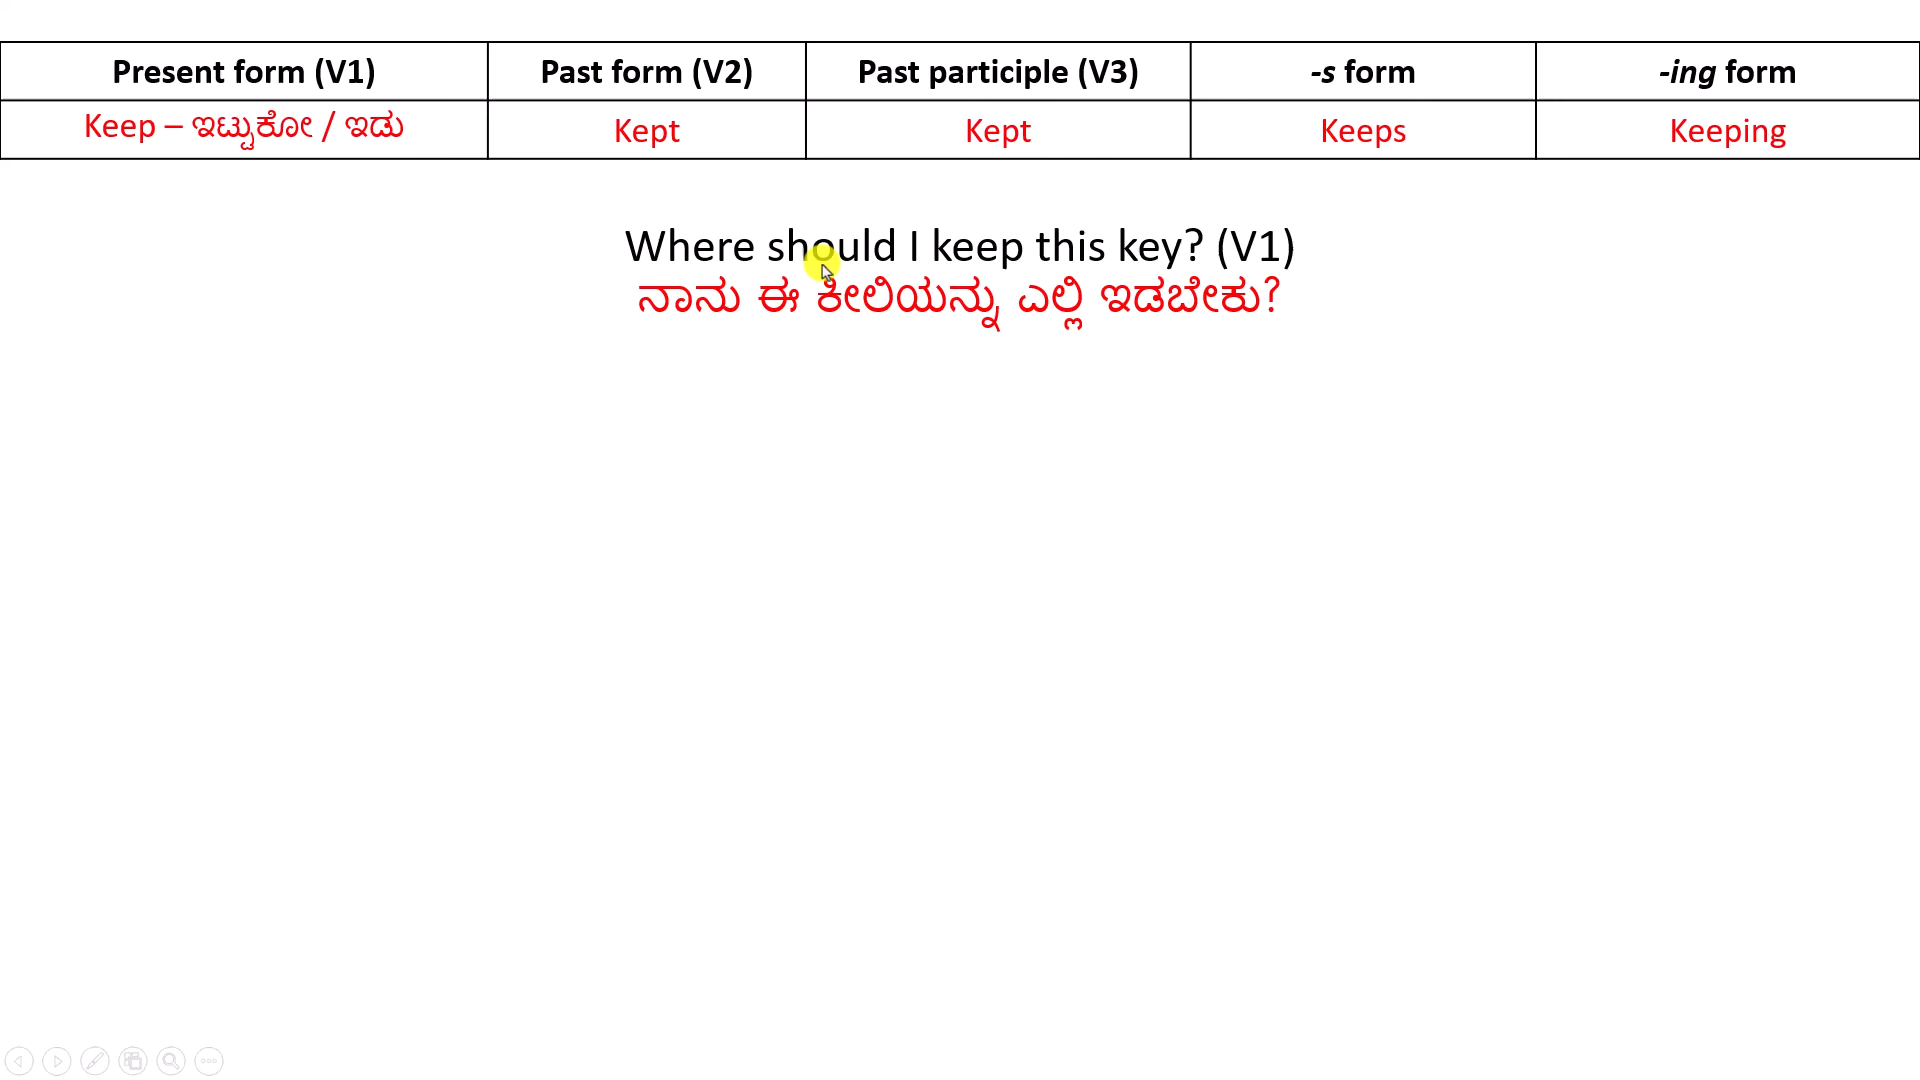 Present form (V1) Past form (V2) Past participle (V3) -s form -ing form
Keep – ಇಟ್ಟುಕೋ / ಇಡು Kept Kept Keeps Keeping
Where should I keep this key? (V1)
ನಾನು ಈ ಕೀಲಿಯನ್ನು ಎಲ್ಲಿ ಇಡಬೇಕು?